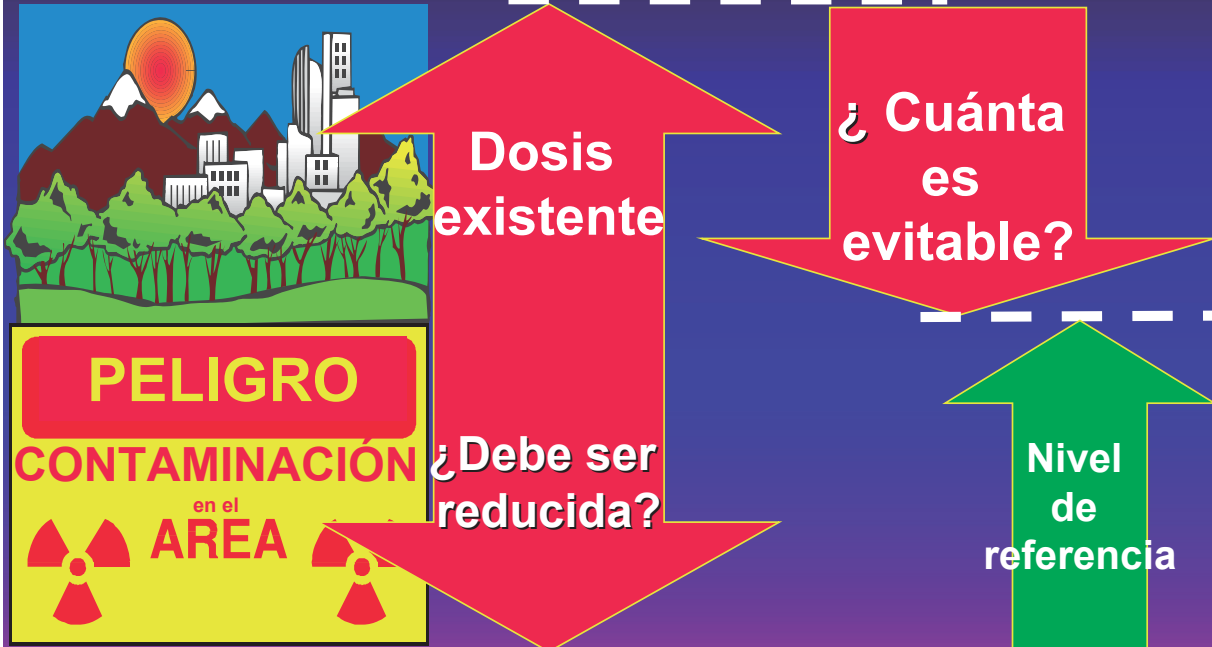 PELIGRO
CONTAMINACIÓN
en el
AREA
Dosis
existente
¿Debe ser
reducida?
¿ Cuánta
es
evitable?
Nivel
de
referencia